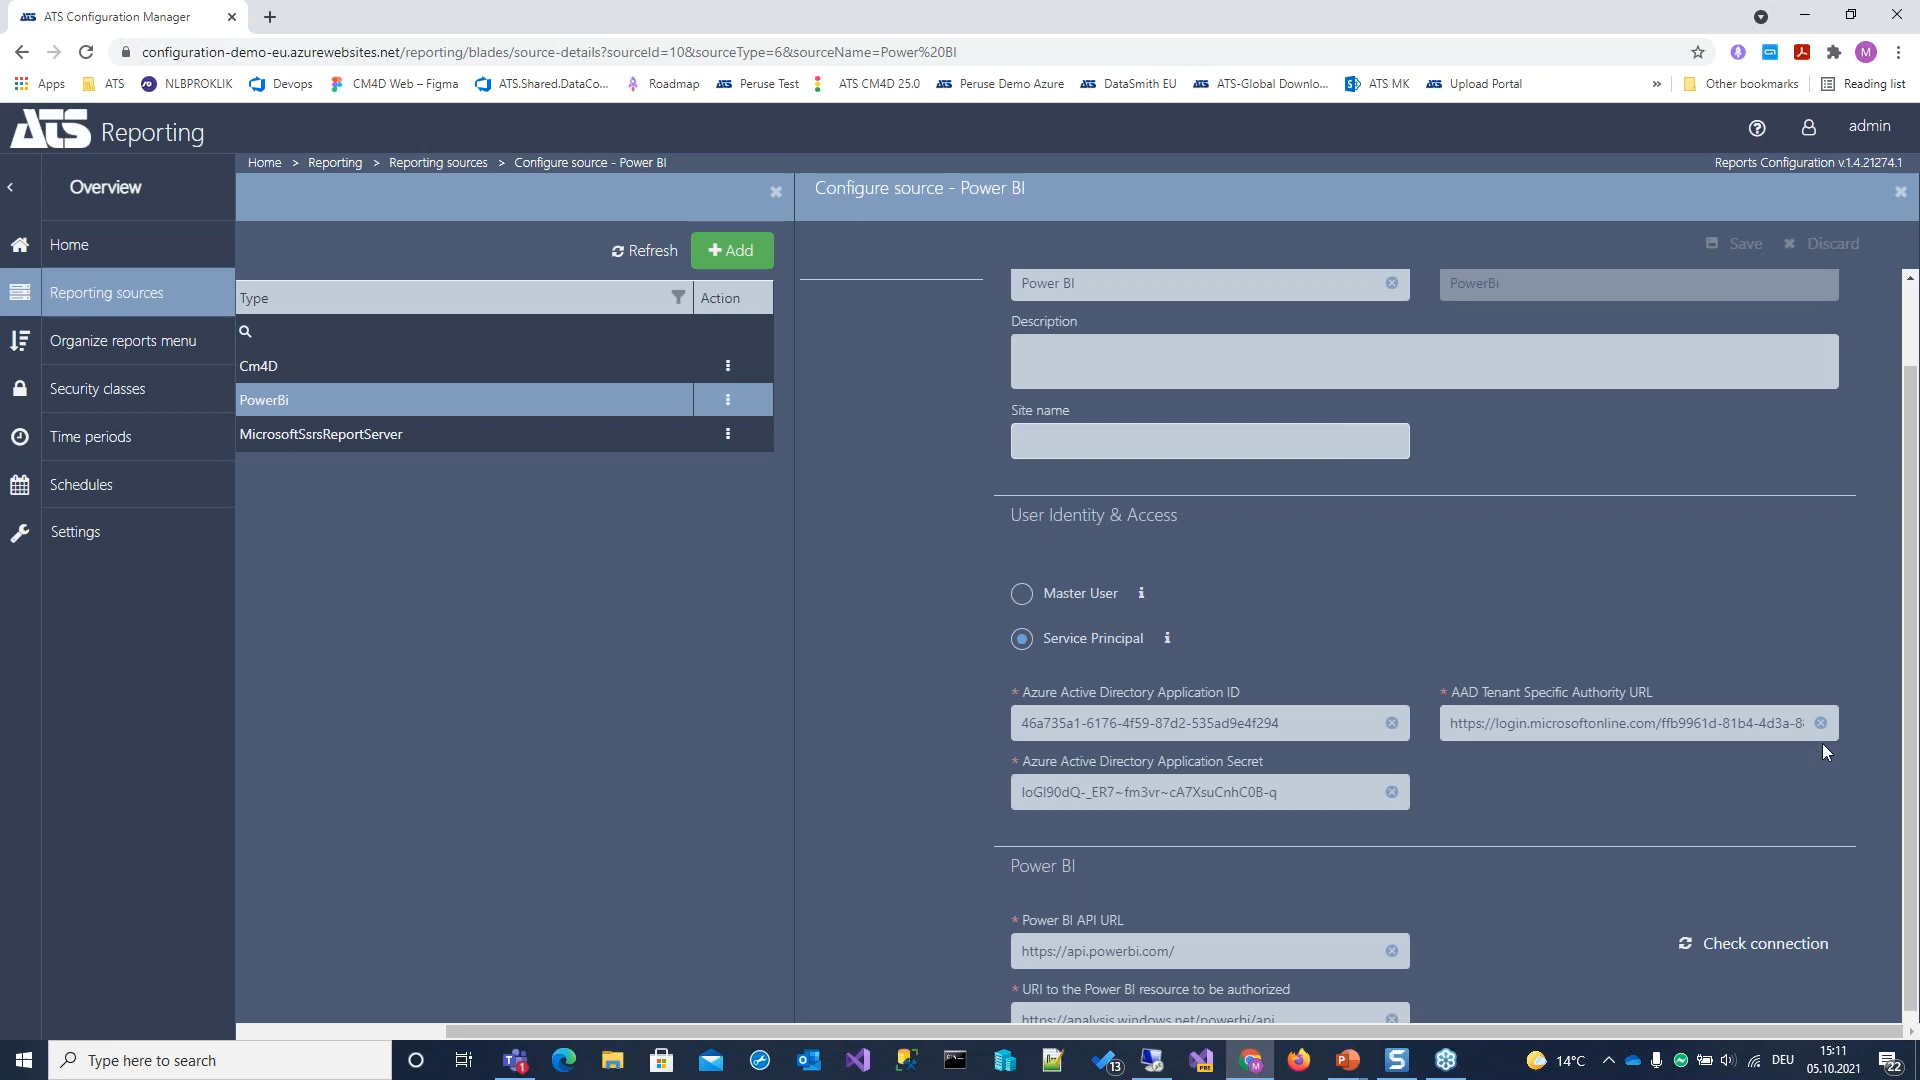 ATS Configuration Manager
configuration-demo-eu.azurewebsites.net/reporting/blades/source-details?sourceId=10&sourceType=6&sourceName=Power%20BI
Apps ATS NLBPROKLIK Devops CM4D Web – Figma ATS.Shared.DataCo... Roadmap Peruse Test ATS CM4D 25.0 Peruse Demo Azure DataSmith EU ATS-Global Downlo... ATS MK Upload Portal » Other bookmarks Reading list
ATS Reporting admin
Home > Reporting > Reporting sources > Configure source - Power BI Reports Configuration v.1.4.21274.1
Overview
Configure source - Power BI
Refresh + Add
Save Discard
Home
Reporting sources
Organize reports menu
Security classes
Time periods
Schedules
Settings
Type Action
Cm4D
PowerBi
MicrosoftSsrsReportServer
Power BI PowerBi
Description
Site name
User Identity & Access
Master User
Service Principal
* Azure Active Directory Application ID * AAD Tenant Specific Authority URL
46a735a1-6176-4f59-87d2-535ad9e4f294 https://login.microsoftonline.com/ffb9961d-81b4-4d3a-8
* Azure Active Directory Application Secret
Power BI
* Power BI API URL
https://api.powerbi.com/ Check connection
* URI to the Power BI resource to be authorized
https://analysis.windows.net/powerbi/api
Type here to search
13
14°C DEU 15:11
05.10.2021 22